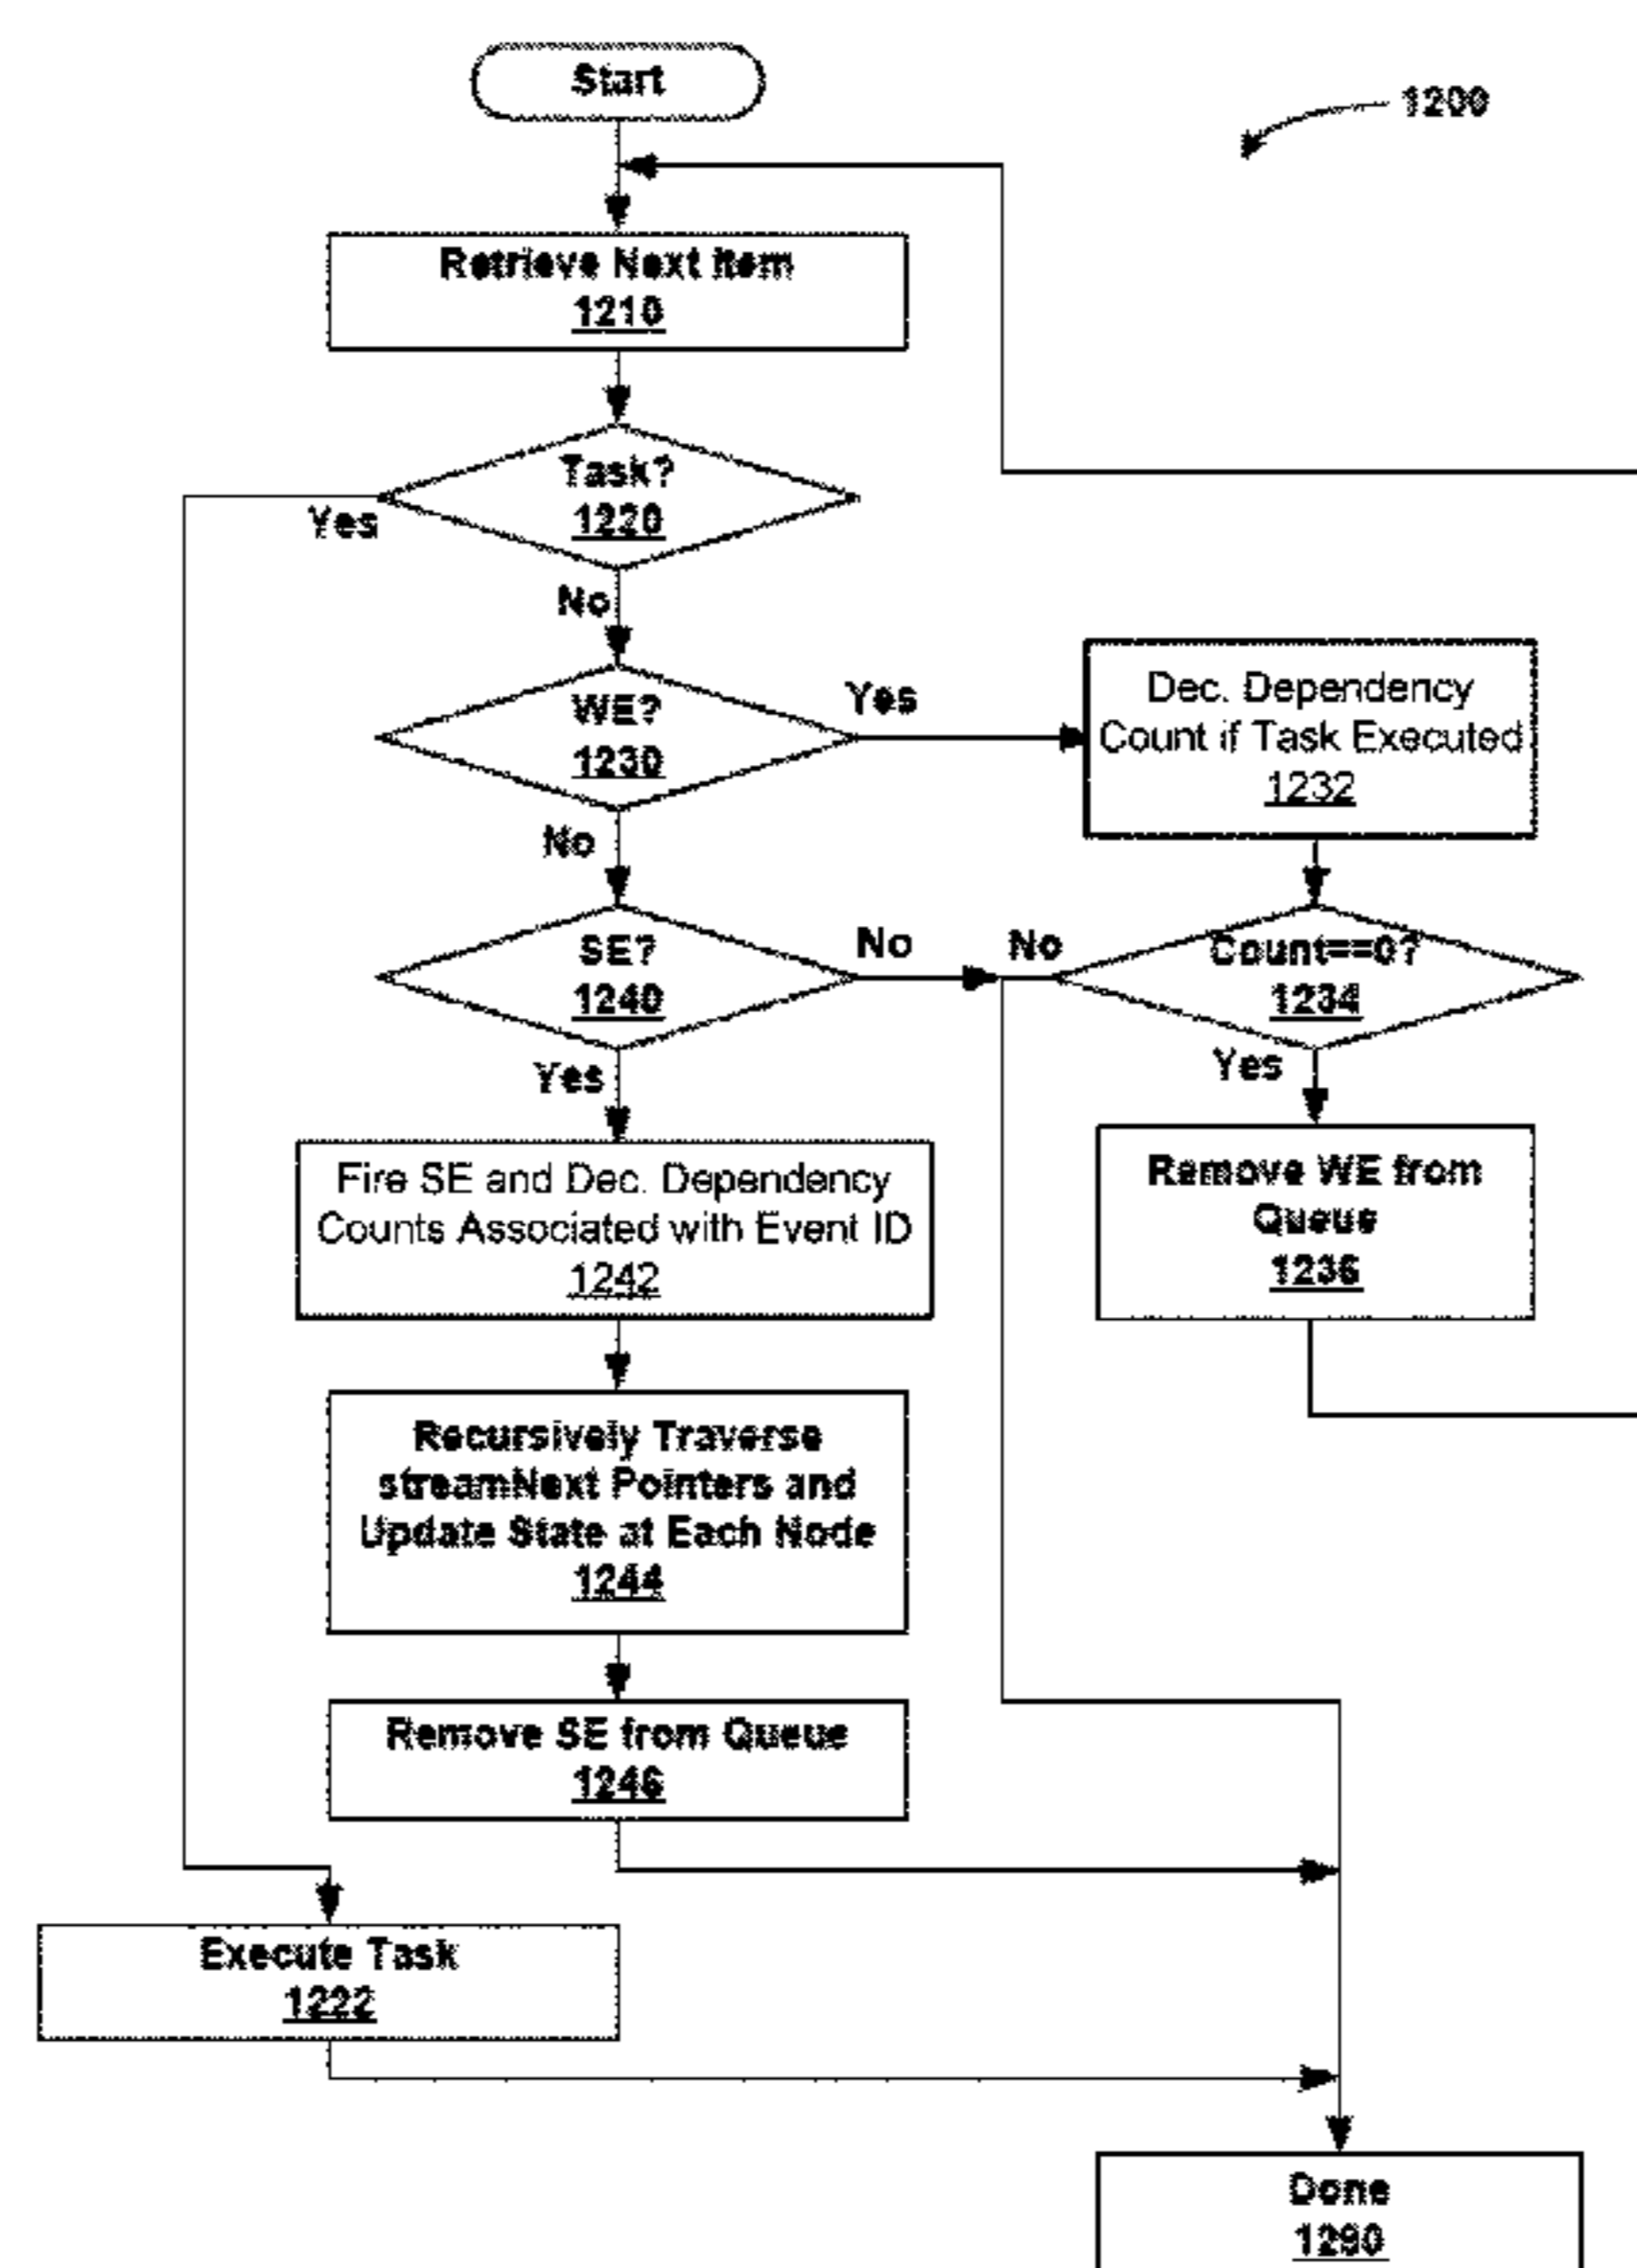 Start
1200
Retrieve Next Item
1210
Task?
1220
Yes
No
WE?
1230
Yes
Dec. Dependency
Count if Task Executed
1232
No
SE?
1240
No
No
Count==0?
1234
Yes
Yes
Fire SE and Dec. Dependency
Counts Associated with Event ID
1242
Remove WE from
Queue
1236
Recursively Traverse
streamNext Pointers and
Update State at Each Node
1244
Remove SE from Queue
1246
Execute Task
1222
Done
1290